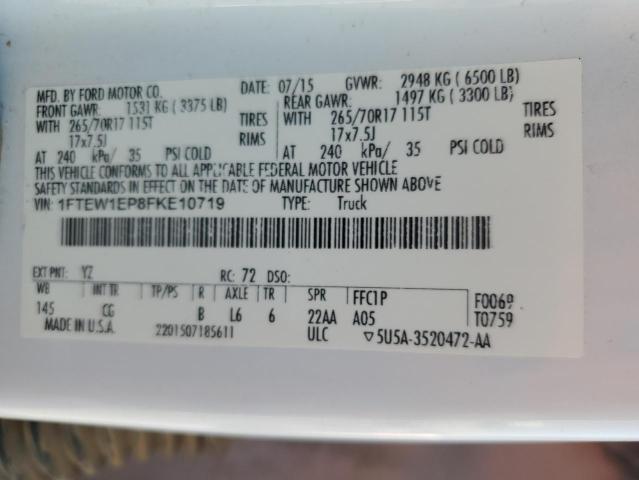 MFD. BY FORD MOTOR CO. DATE: 07/15 GVWR: 2948 KG ( 6500 LB)
FRONT GAWR: 1531 KG ( 3375 LB) REAR GAWR: 1497 KG ( 3300 LB)
WITH 265/70R17 115T TIRES WITH 265/70R17 115T TIRES
17x7.5J RIMS 17x7.5J RIMS
AT 240 kPa/ 35 PSI COLD AT 240 kPa/ 35 PSI COLD
THIS VEHICLE CONFORMS TO ALL APPLICABLE FEDERAL MOTOR VEHICLE
SAFETY STANDARDS IN EFFECT ON THE DATE OF MANUFACTURE SHOWN ABOVE
VIN: 1FTEW1EP8FKE10719 TYPE: Truck
EXT PNT: YZ RC: 72 DSO:
WB INT TR TP/PS R AXLE TR SPR FFC1P F0069
145 CG B L6 6 22AA A05 T0759
MADE IN U.S.A. 2201507185611 ULC ▽5U5A-3520472-AA